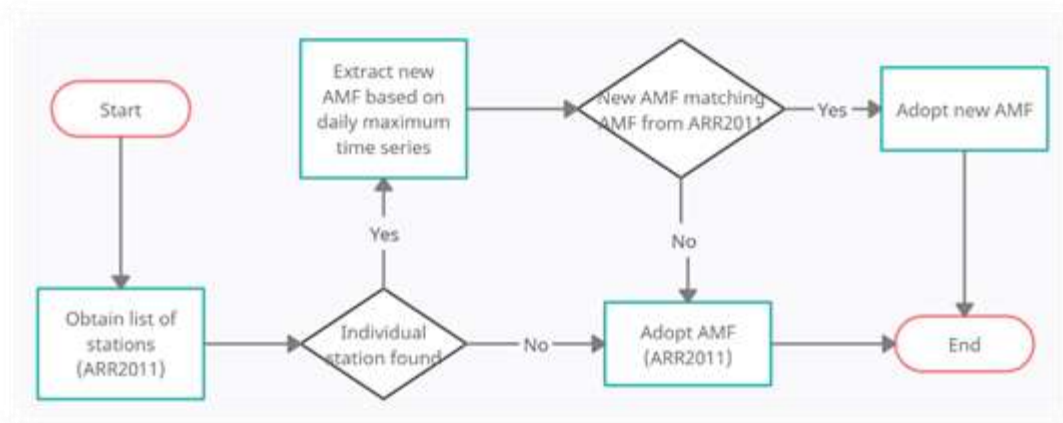 Start
Extract new
AMF based on
daily maximum
time series
New AMF matching
AMF from ARR2011
Yes
Adopt new AMF
Yes
No
Obtain list of
stations
(ARR2011)
Individual
station found
No
Adopt AMF
(ARR2011)
End